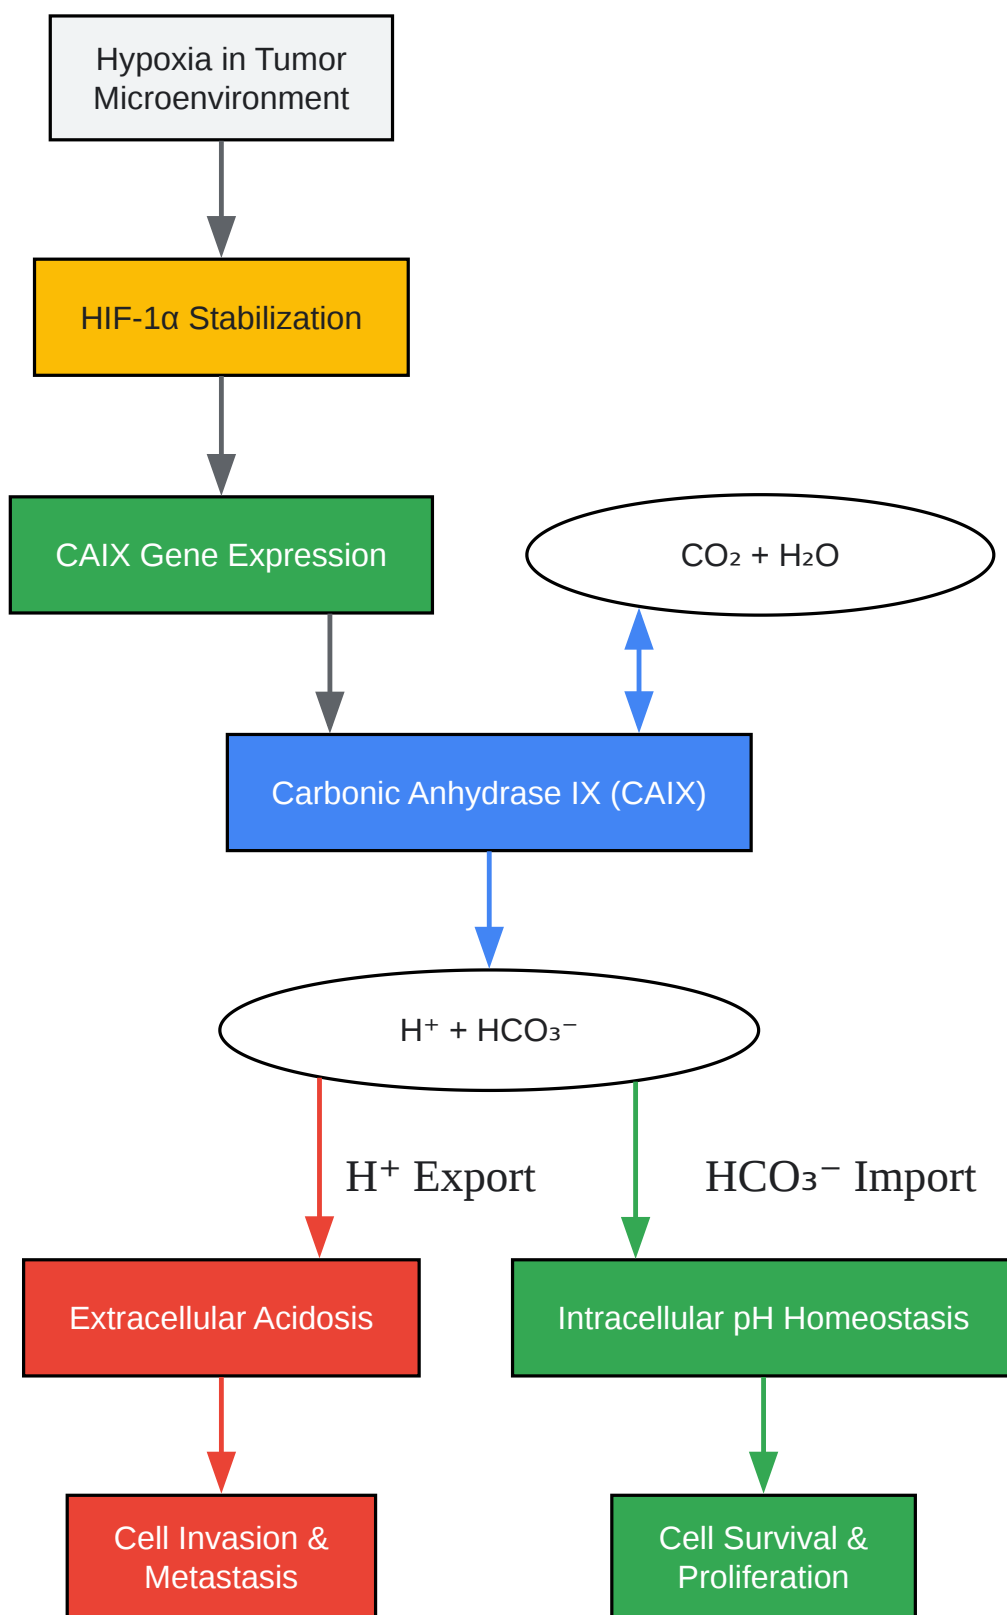 Hypoxia in Tumor
Microenvironment
HIF-1α Stabilization
CAIX Gene Expression
CO₂ + H₂O
Carbonic Anhydrase IX (CAIX)
H⁺ + HCO₃⁻
H⁺ Export
HCO₃⁻ Import
Extracellular Acidosis
Intracellular pH Homeostasis
Cell Invasion &
Metastasis
Cell Survival &
Proliferation